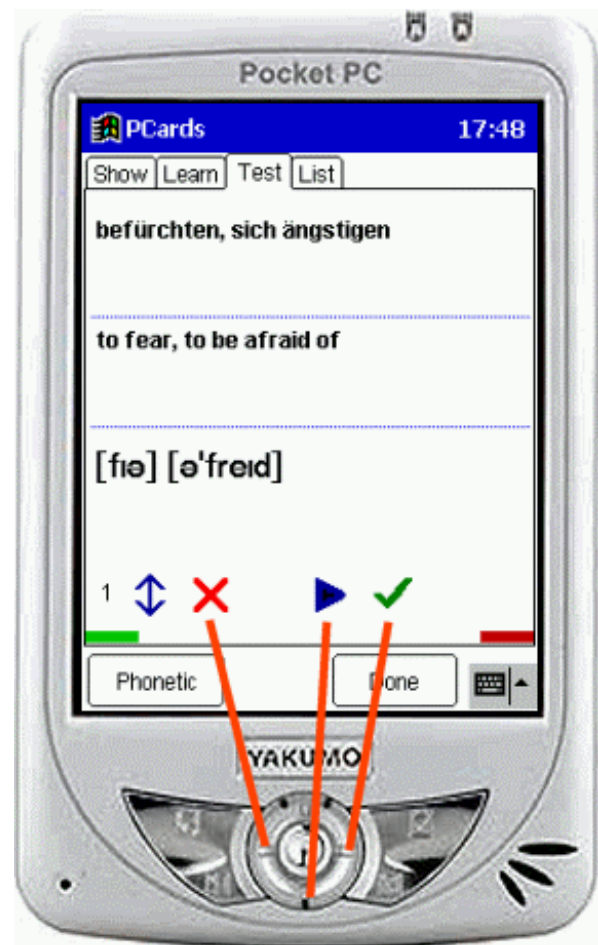 Pocket PC
PCards 17:48
Show Learn Test List
befürchten, sich ängstigen
to fear, to be afraid of
[fɪə] [ə'freɪd]
1
Phonetic Done
YAKUMO